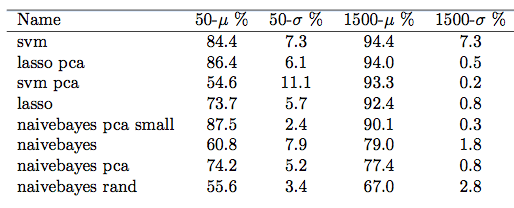 Name 50-μ % 50-σ % 1500-μ % 1500-σ %
svm 84.4 7.3 94.4 7.3
lasso pca 86.4 6.1 94.0 0.5
svm pca 54.6 11.1 93.3 0.2
lasso 73.7 5.7 92.4 0.8
naivebayes pca small 87.5 2.4 90.1 0.3
naivebayes 60.8 7.9 79.0 1.8
naivebayes pca 74.2 5.2 77.4 0.8
naivebayes rand 55.6 3.4 67.0 2.8